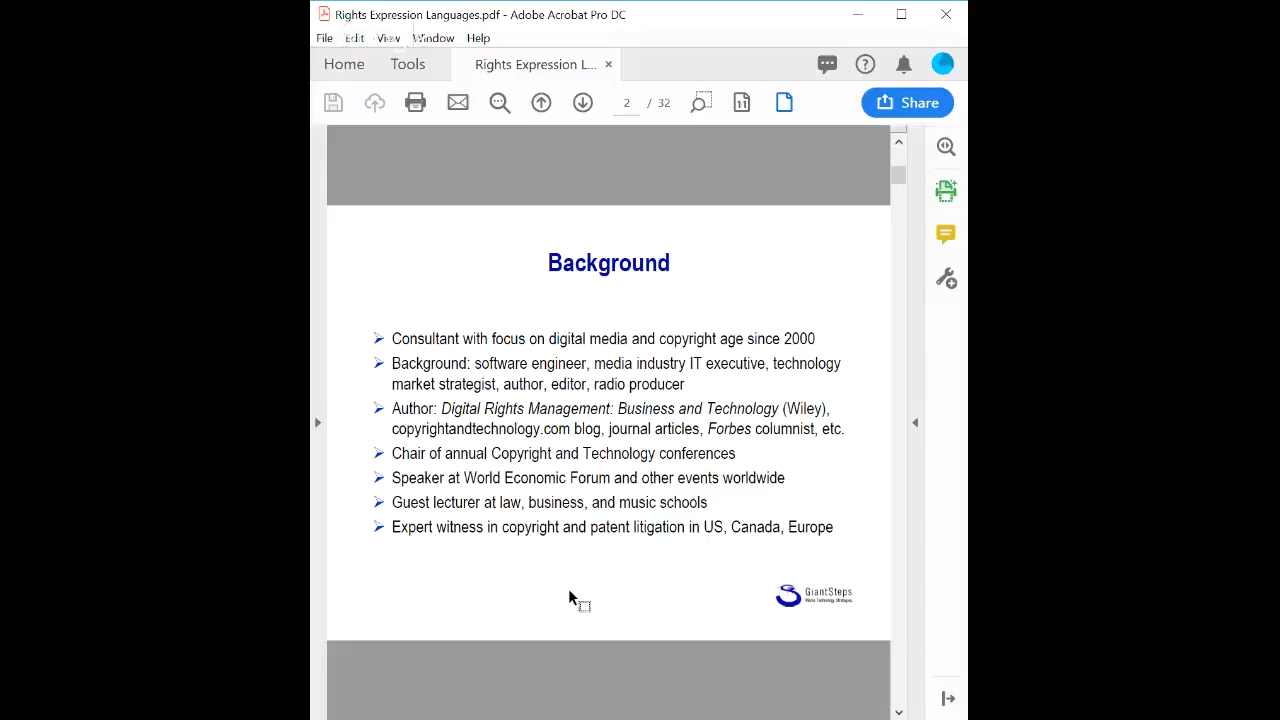 Rights Expression Languages.pdf - Adobe Acrobat Pro DC
File Edit View Window Help
Home Tools Rights Expression L... ×
2 / 32 Share
Background
Consultant with focus on digital media and copyright age since 2000
Background: software engineer, media industry IT executive, technology
market strategist, author, editor, radio producer
Author: Digital Rights Management: Business and Technology (Wiley),
copyrightandtechnology.com blog, journal articles, Forbes columnist, etc.
Chair of annual Copyright and Technology conferences
Speaker at World Economic Forum and other events worldwide
Guest lecturer at law, business, and music schools
Expert witness in copyright and patent litigation in US, Canada, Europe
GiantSteps
Media Technology Strategies